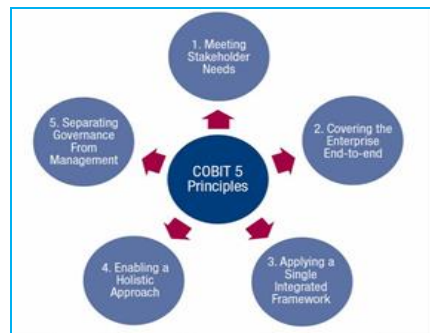 1. Meeting
Stakeholder
Needs
2. Covering the
Enterprise
End-to-end
3. Applying a
Single
Integrated
Framework
4. Enabling a
Holistic
Approach
5. Separating
Governance
From
Management
COBIT 5
Principles